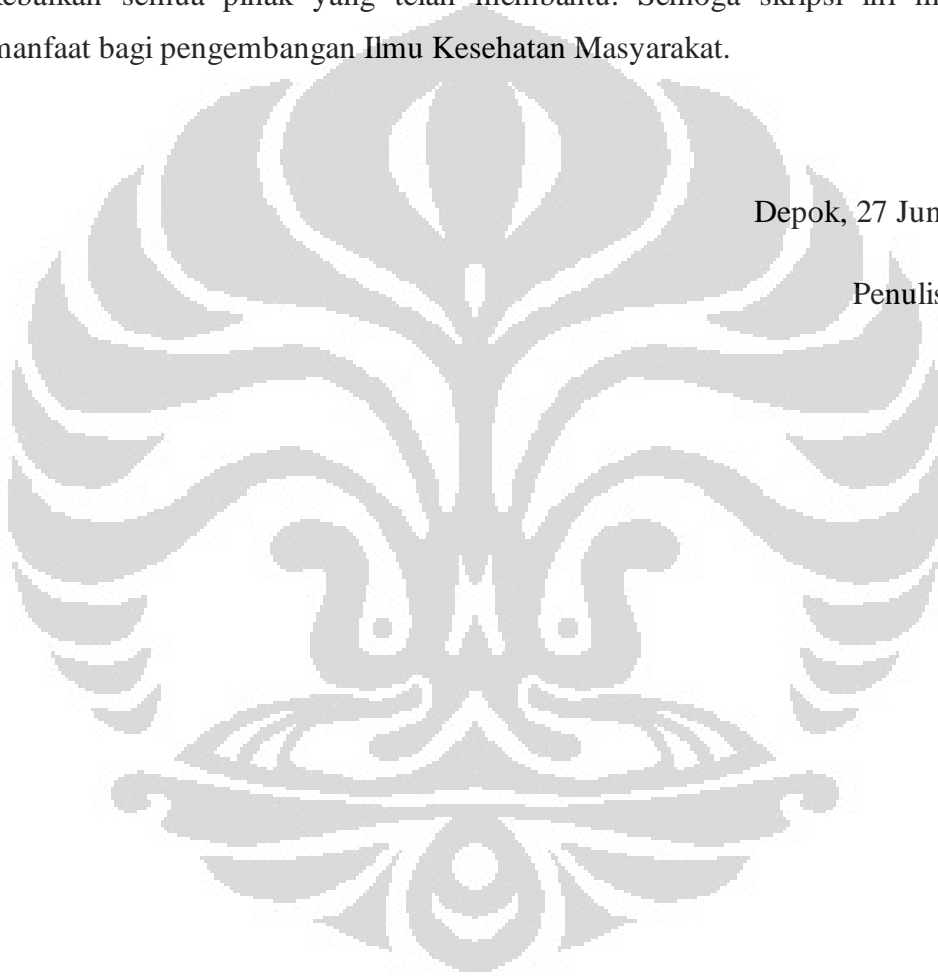 kebaikan semua pihak yang telah membantu. Semoga skripsi ini
manfaat bagi pengembangan Ilmu Kesehatan Masyarakat.
Depok, 27 Jun
Penulis